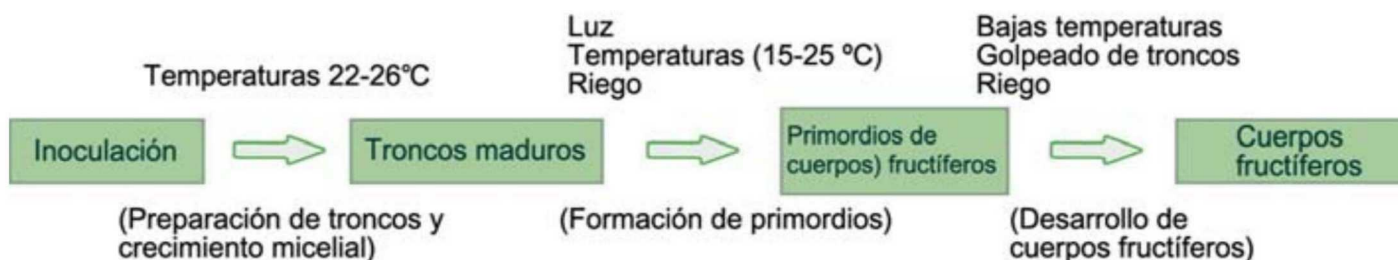 Temperaturas 22-26°C
Luz
Temperaturas (15-25 ºC)
Riego
Bajas temperaturas
Golpeado de troncos
Riego
Inoculación
Troncos maduros
Primordios de
cuerpos) fructíferos
Cuerpos
fructíferos
(Preparación de troncos y
crecimiento micelial)
(Formación de primordios)
(Desarrollo de
cuerpos fructíferos)